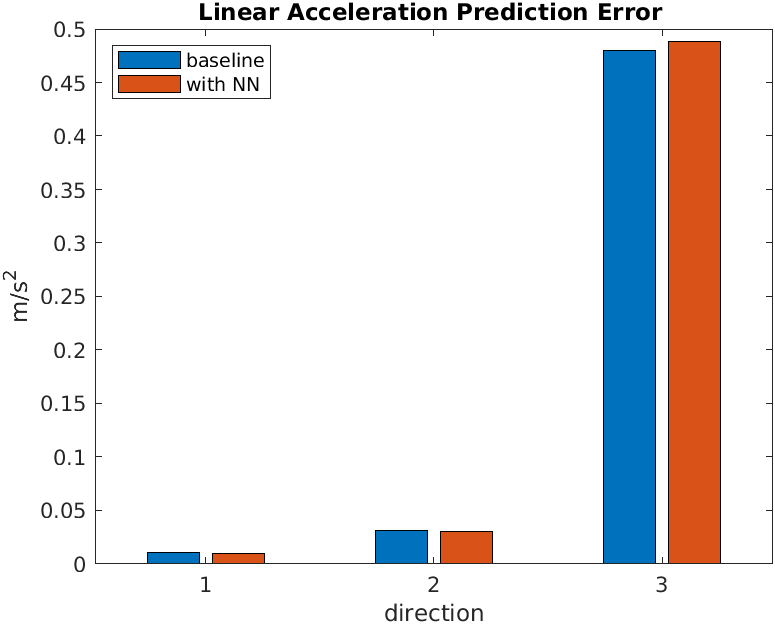 Linear Acceleration Prediction Error
0.5
0.45
0.4
0.35
0.3
0.25
0.2
0.15
0.1
0.05
0
m/s²
baseline
with NN
1 2 3
direction